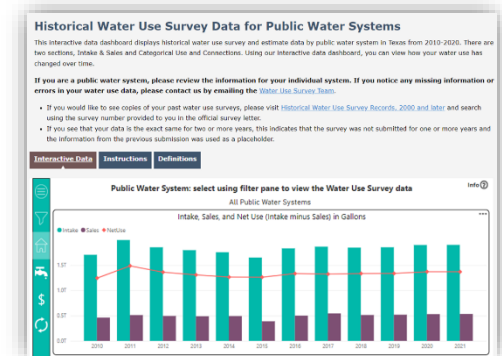 Historical Water Use Survey Data for Public Water Systems
This interactive data dashboard displays historical water use survey and estimate data by public water system in Texas from 2010-2020. There are
two sections, Intake & Sales and Categorical Use and Connections. Using our interactive data dashboard, you can view how your water use has
changed over time.
If you are a public water system, please review the information for your individual system. If you notice any missing information or
errors in your water use data, please contact us by emailing the Water Use Survey Team.
• If you would like to see copies of your past water use surveys, please visit Historical Water Use Survey Records, 2000 and later and search
using the survey number provided to you in the official survey letter.
• If you see that your data is the exact same for two or more years, this indicates that the survey was not submitted for one or more years and
the information from the previous submission was used as a placeholder.
Interactive Data Instructions Definitions
Public Water System: select using filter pane to view the Water Use Survey data
Info ?
All Public Water Systems
Intake, Sales, and Net Use (Intake minus Sales) in Gallons
Intake Sales NetUse
1.5T
1.0T
0.5T
0.0T
2010 2011 2012 2013 2014 2015 2016 2017 2018 2019 2020 2021
$